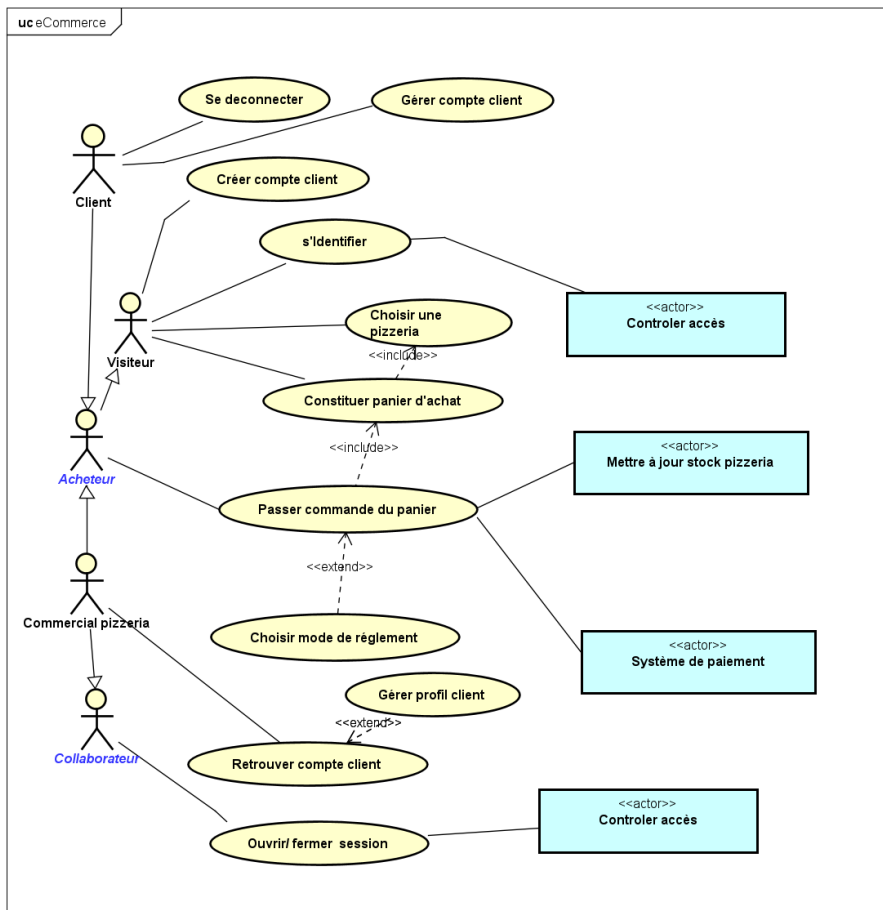 uc eCommerce
Se deconnecter
Gérer compte client
Client
Créer compte client
s'Identifier
<<actor>>
Controler accès
Choisir une
pizzeria
Visiteur
<<include>>
Constituer panier d'achat
<<include>>
<<actor>>
Mettre à jour stock pizzeria
Acheteur
Passer commande du panier
<<extend>>
Commercial pizzeria
Choisir mode de réglement
<<actor>>
Système de paiement
Gérer profil client
<<extend>>
Collaborateur
Retrouver compte client
<<actor>>
Controler accès
Ouvrir/ fermer session